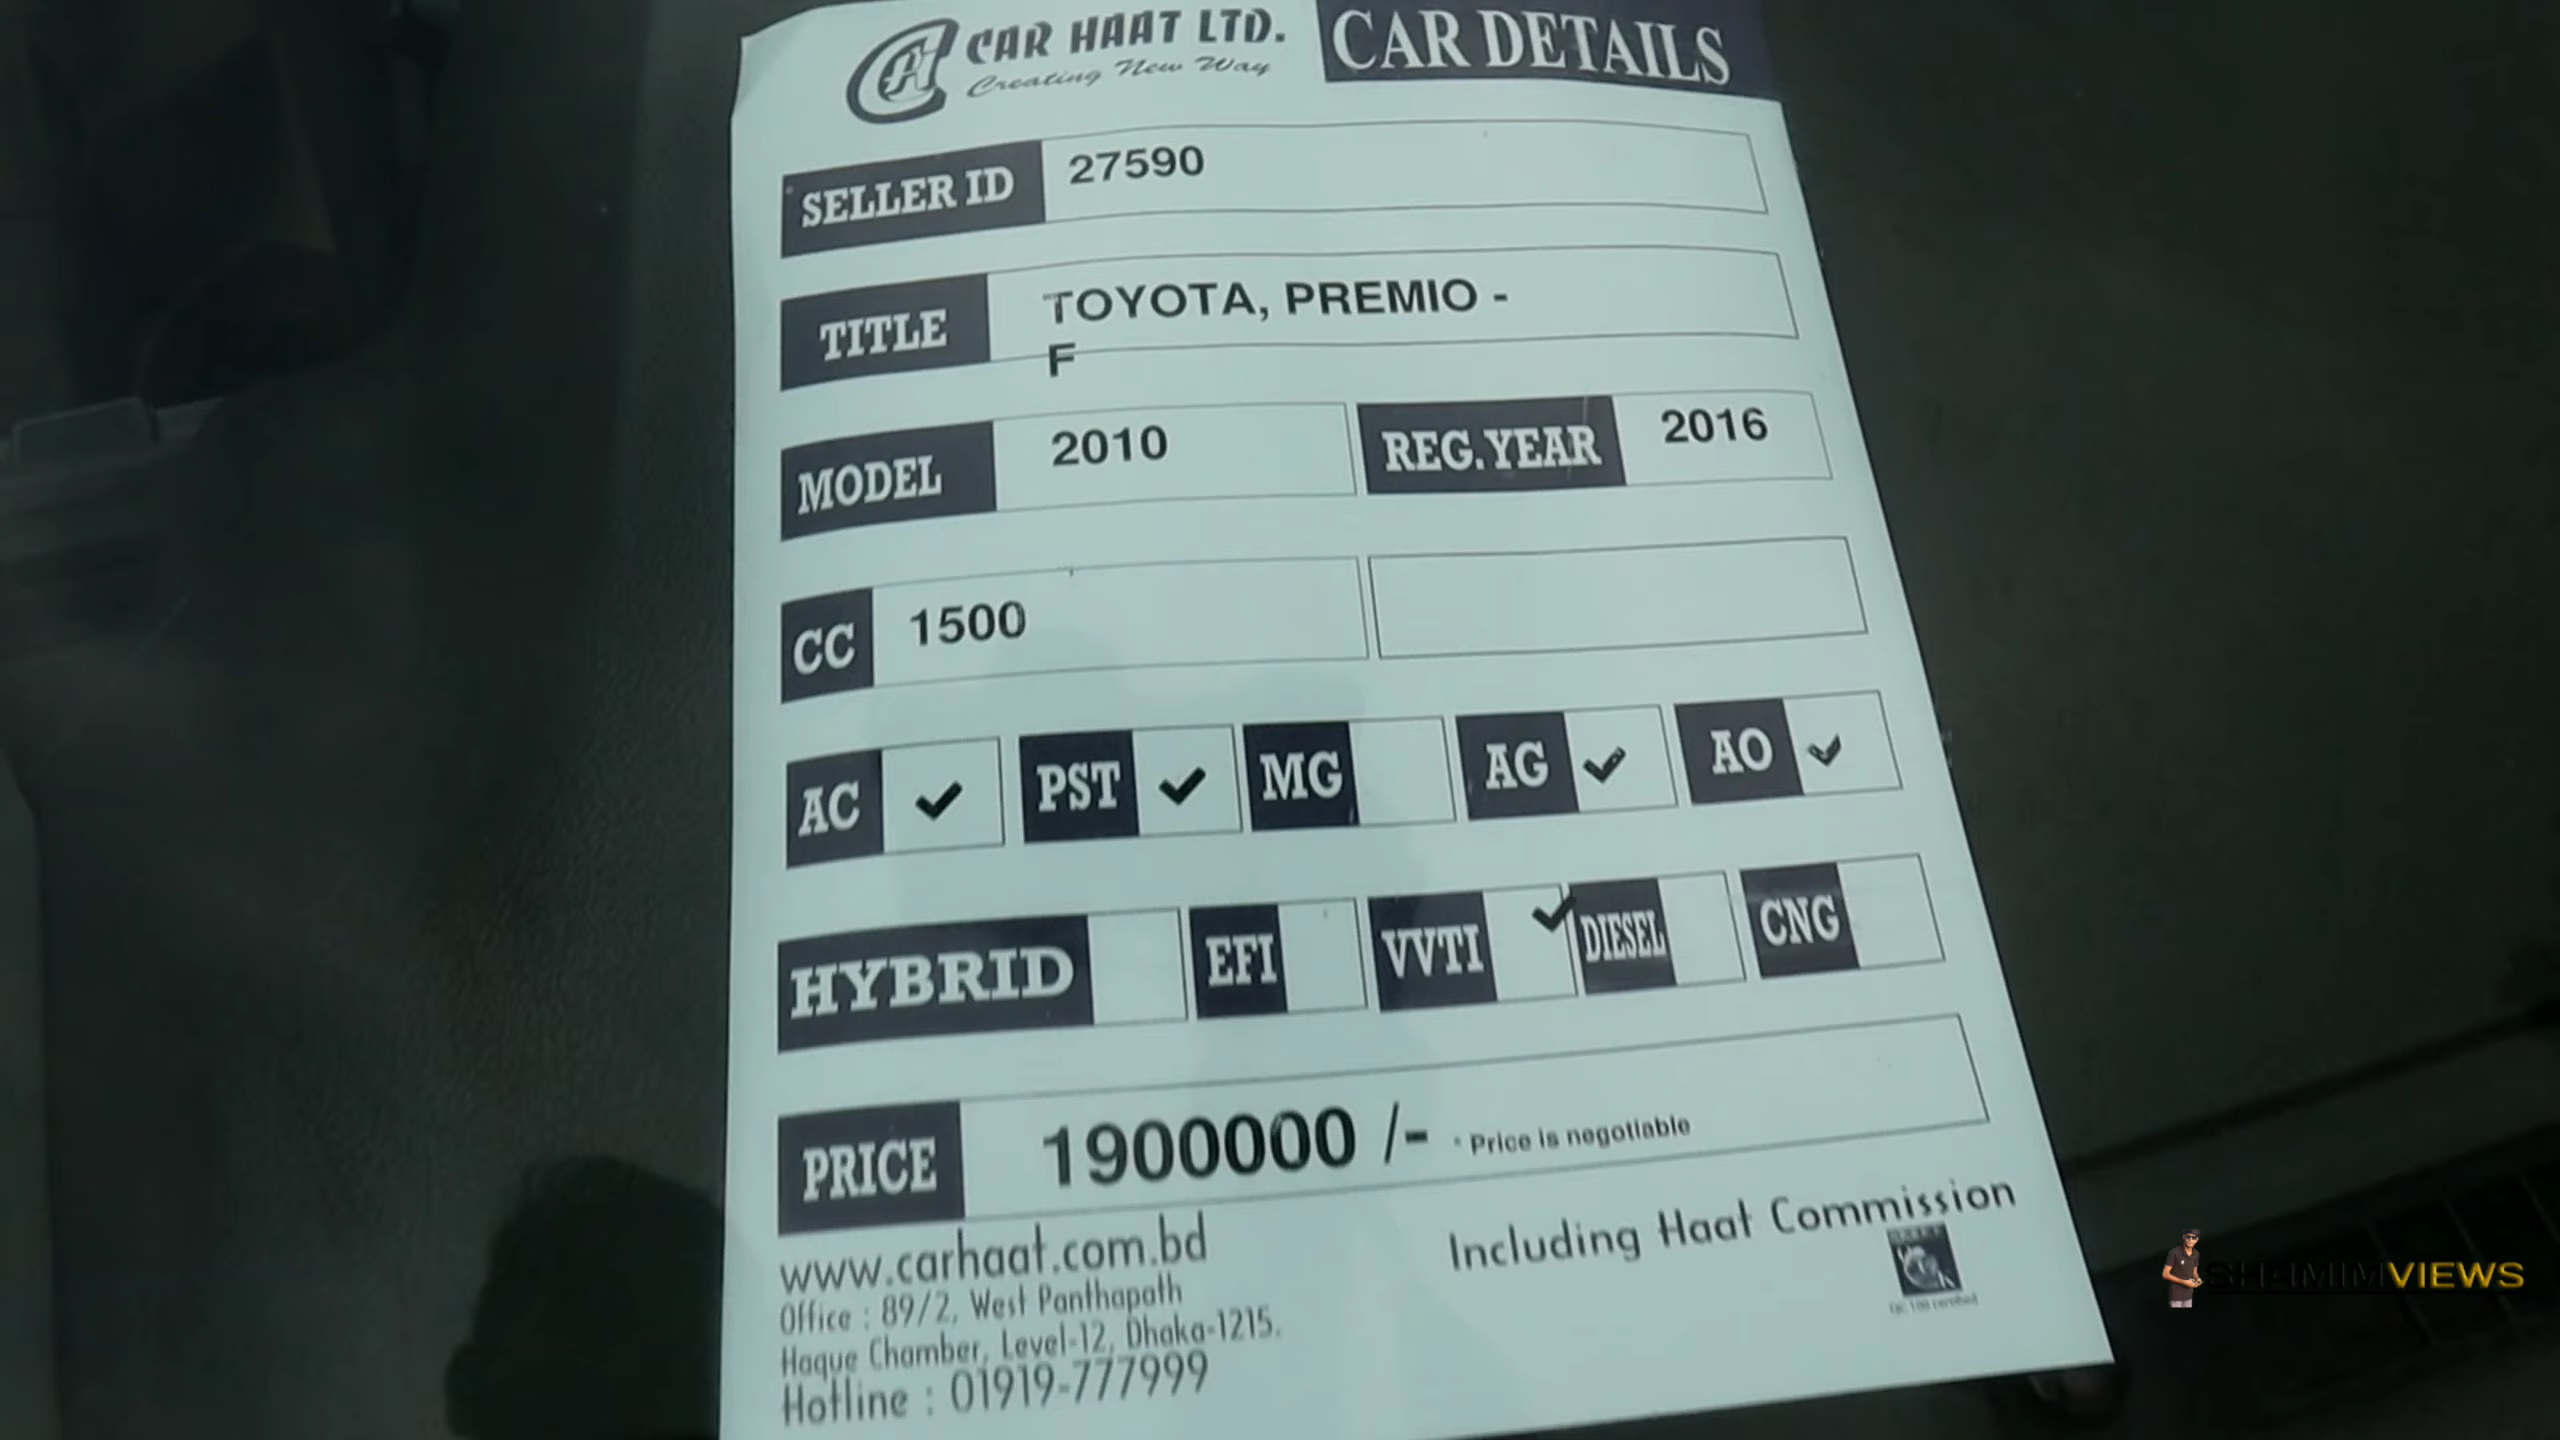 CAR HAAT LTD.
Creating New Way
CAR DETAILS
SELLER ID 27590
TITLE TOYOTA, PREMIO -
F
MODEL 2010 REG.YEAR 2016
CC 1500
AC ✓ PST ✓ MG AG ✓ AO ✓
HYBRID EFI VVTI ✓ DIESEL CNG
PRICE 1900000 /- * Price is negotiable
Including Haat Commission
www.carhaat.com.bd
Office : 89/2, West Panthapath
Haque Chamber, Level-12, Dhaka-1215.
Hotline : 01919-777999
SHAMIMVIEWS